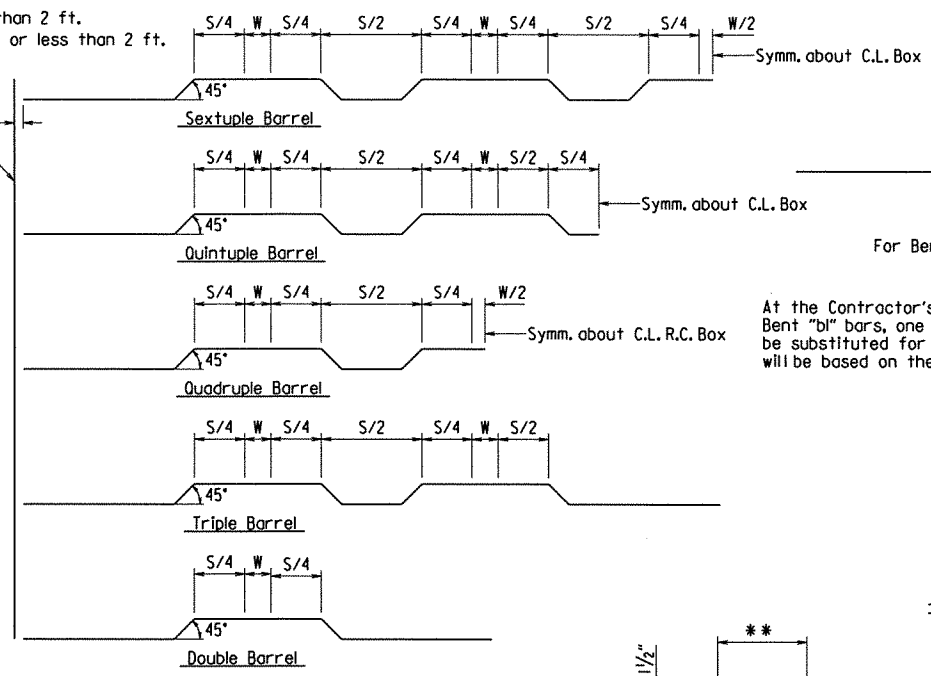 than 2 ft.
or less than 2 ft.
S/4 W S/4 S/2 S/4 W S/4 S/2 S/4 W/2
Symm. about C.L. Box
45°
Sextuple Barrel
S/4 W S/4 S/2 S/4 W S/2 S/4
Symm. about C.L. Box
45°
Quintuple Barrel
For Ber
S/4 W S/4 S/2 S/4 W/2
Symm. about C.L. R.C. Box
45°
Quadruple Barrel
At the Contractor's
Bent "bl" bars, one
be substituted for
will be based on the
S/4 W S/4 S/2 S/4 W S/2
45°
Triple Barrel
S/4 W S/4
45°
Double Barrel
**
1½"